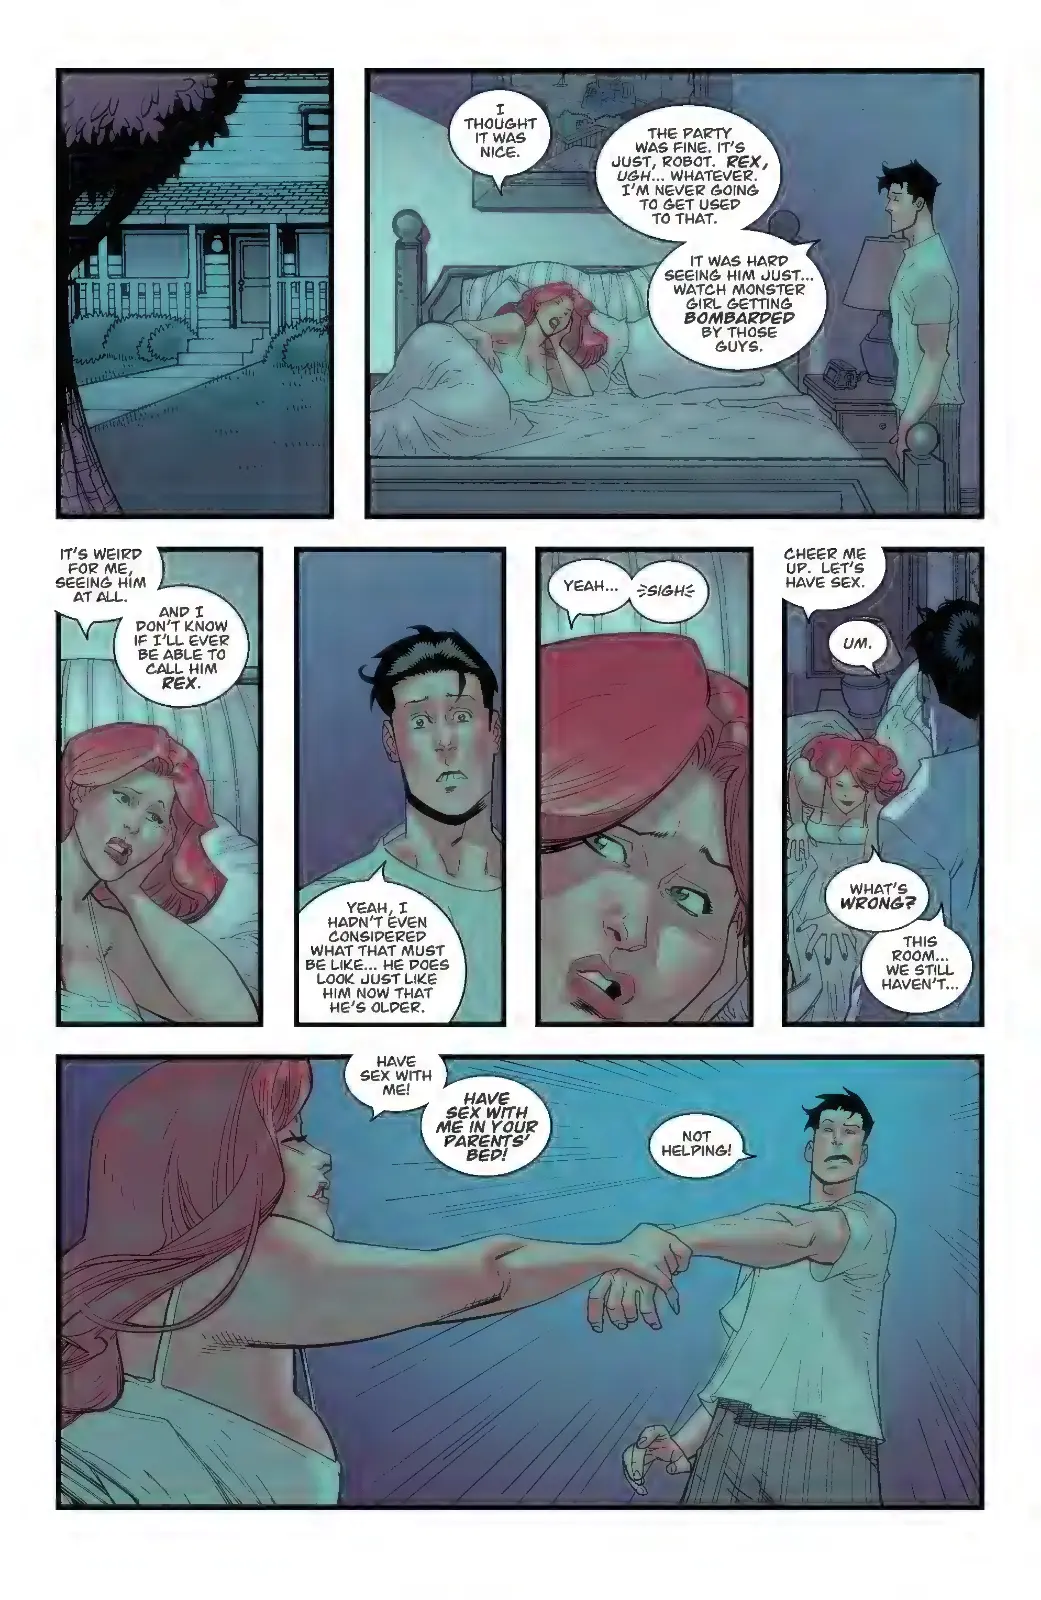 I
THOUGHT
IT WAS
NICE.
THE PARTY
WAS FINE. IT'S
JUST, ROBOT. REX,
UGH... WHATEVER.
I'M NEVER GOING
TO GET USED
TO THAT.
IT WAS HARD
SEEING HIM JUST...
WATCH MONSTER
GIRL GETTING
BOMBARDED
BY THOSE
GUYS.
IT'S WEIRD
FOR ME,
SEEING HIM
AT ALL.
AND I
DON'T KNOW
IF I'LL EVER
BE ABLE TO
CALL HIM
REX.
YEAH, I
HADN'T EVEN
CONSIDERED
WHAT THAT MUST
BE LIKE... HE DOES
LOOK JUST LIKE
HIM NOW THAT
HE'S OLDER.
YEAH...
SIGH
CHEER ME
UP. LET'S
HAVE SEX.
UM.
WHAT'S
WRONG?
THIS
ROOM...
WE STILL
HAVEN'T...
HAVE
SEX WITH
ME!
HAVE
SEX WITH
ME IN YOUR
PARENTS'
BED!
NOT
HELPING!